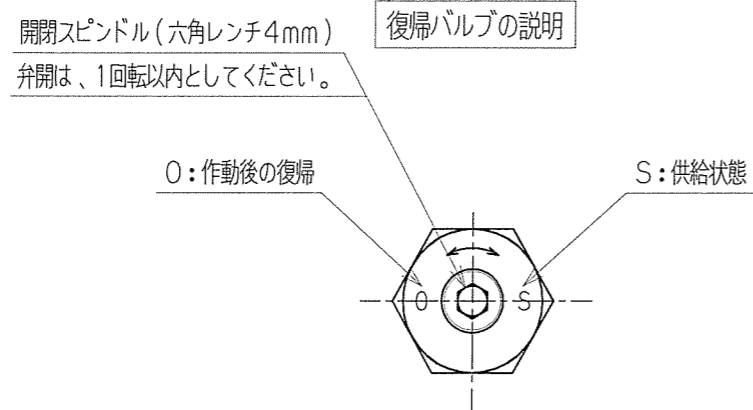 復帰バルブの説明
開閉スピンドル(六角レンチ4mm)
弁開は、1回転以内としてください。
O:作動後の復帰
S:供給状態
O
S